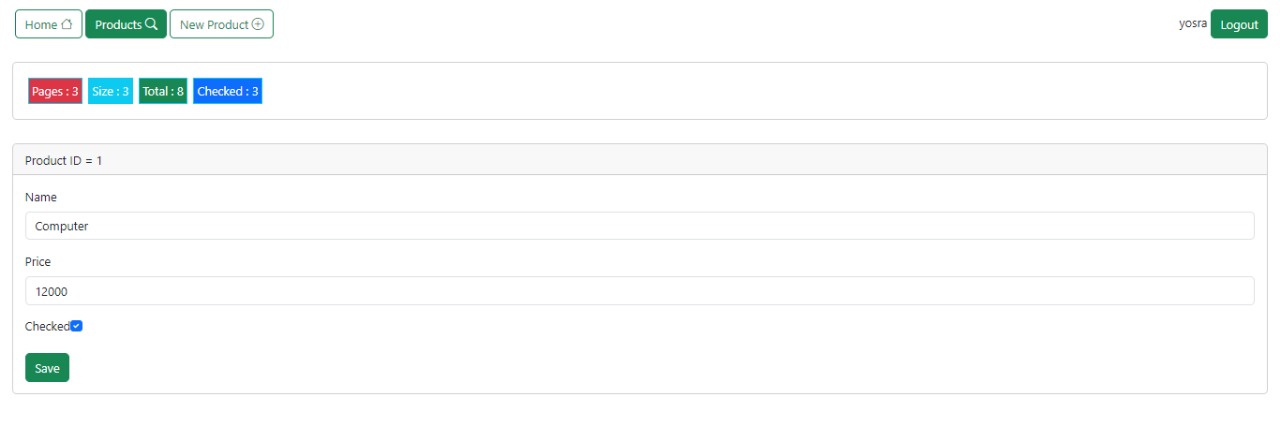 Home Products New Product yosra Logout
Pages : 3 Size : 3 Total : 8 Checked : 3
Product ID = 1
Name
Computer
Price
12000
Checked
Save